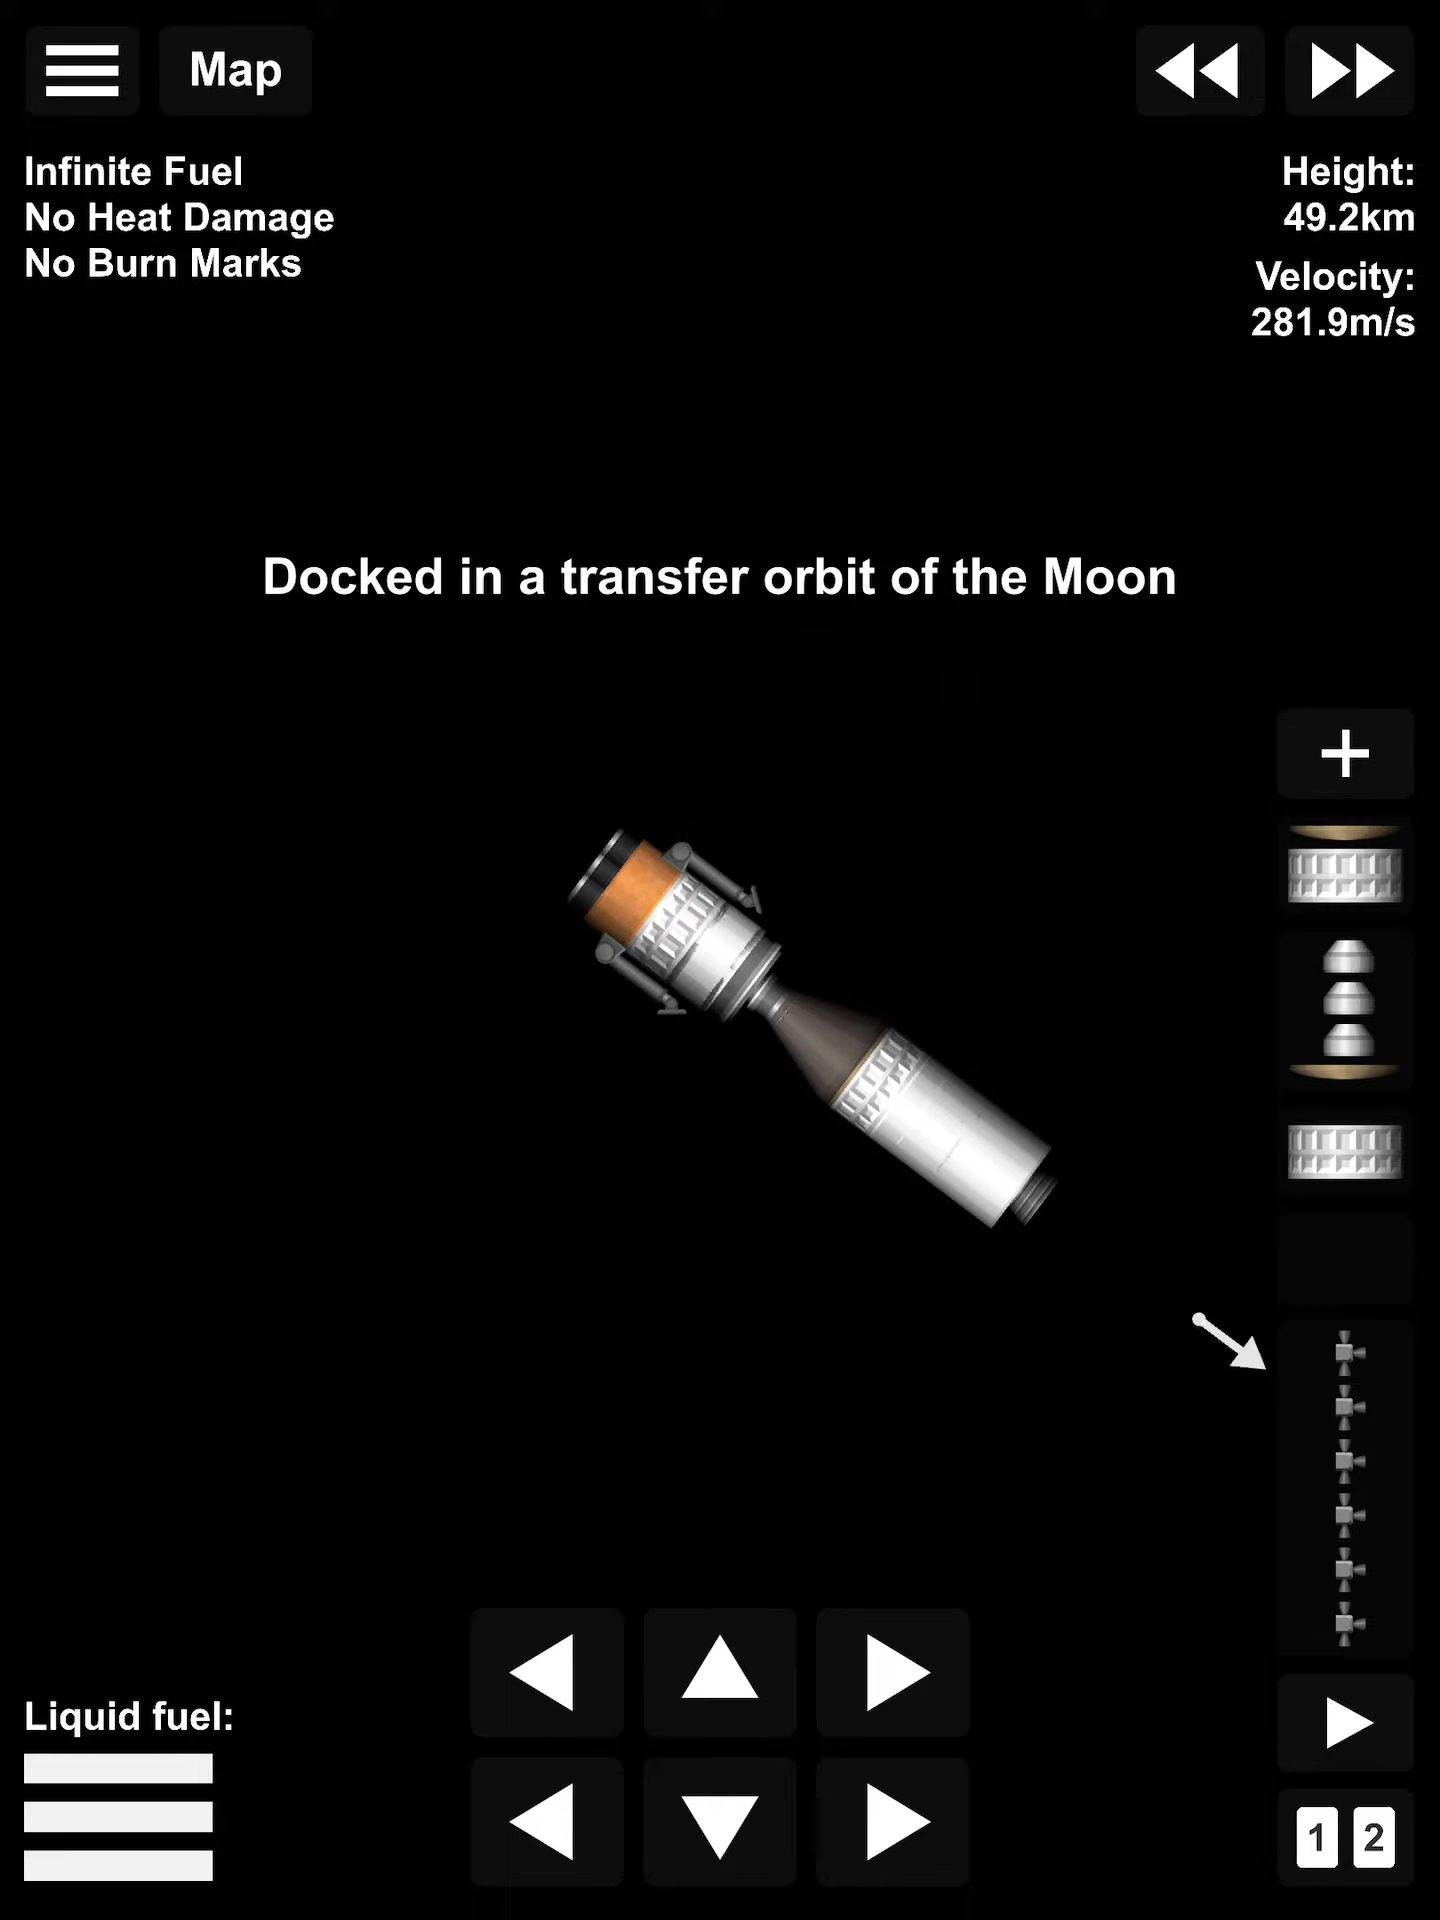 Map
Infinite Fuel
No Heat Damage
No Burn Marks
Height:
49.2km
Velocity:
281.9m/s
Docked in a transfer orbit of the Moon
Liquid fuel:
1 2